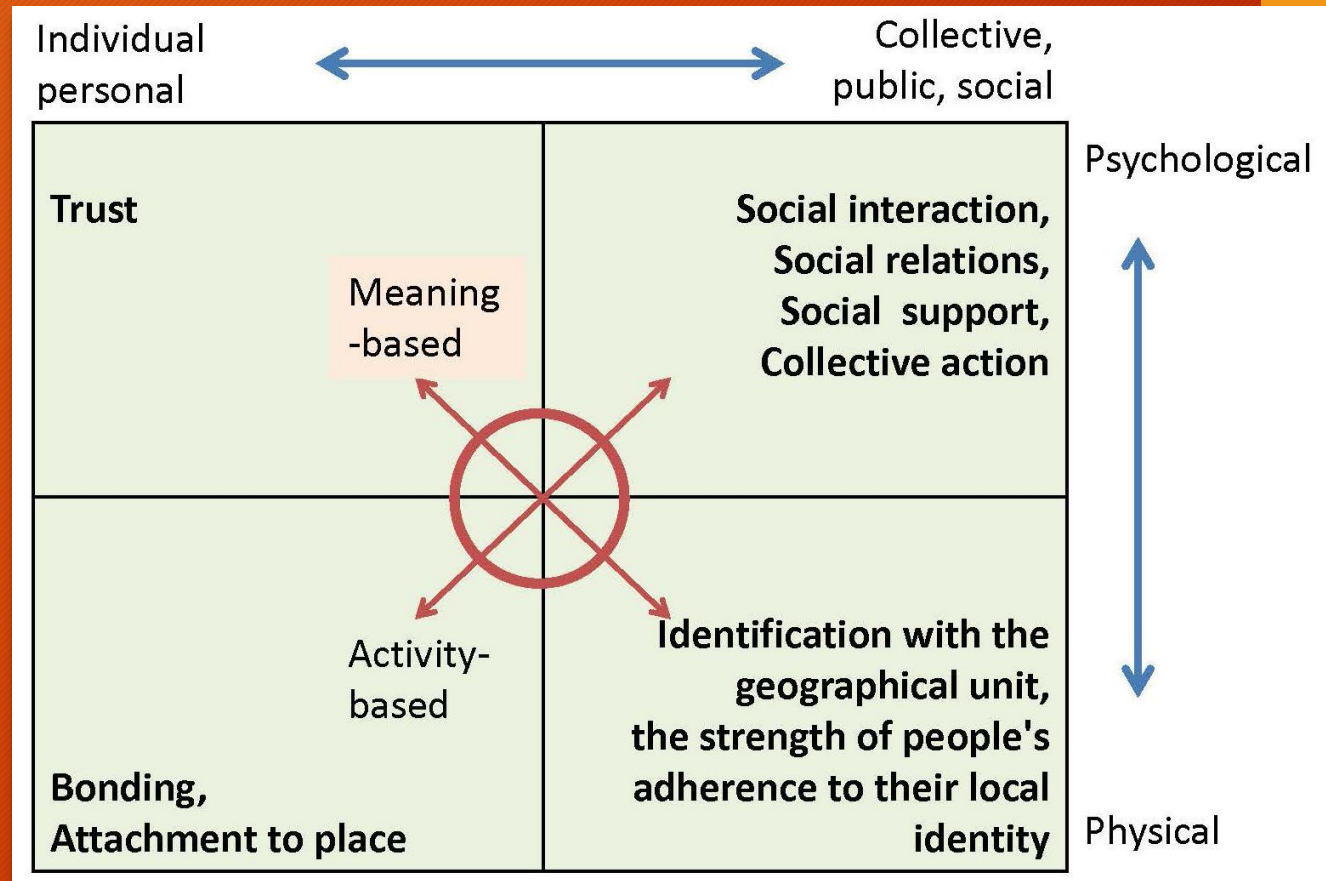 Individual
personal
Collective,
public, social
Psychological
Trust
Social interaction,
Social relations,
Social support,
Collective action
Meaning
-based
Activity-
based
Identification with the
geographical unit,
the strength of people's
adherence to their local
identity
Bonding,
Attachment to place
Physical